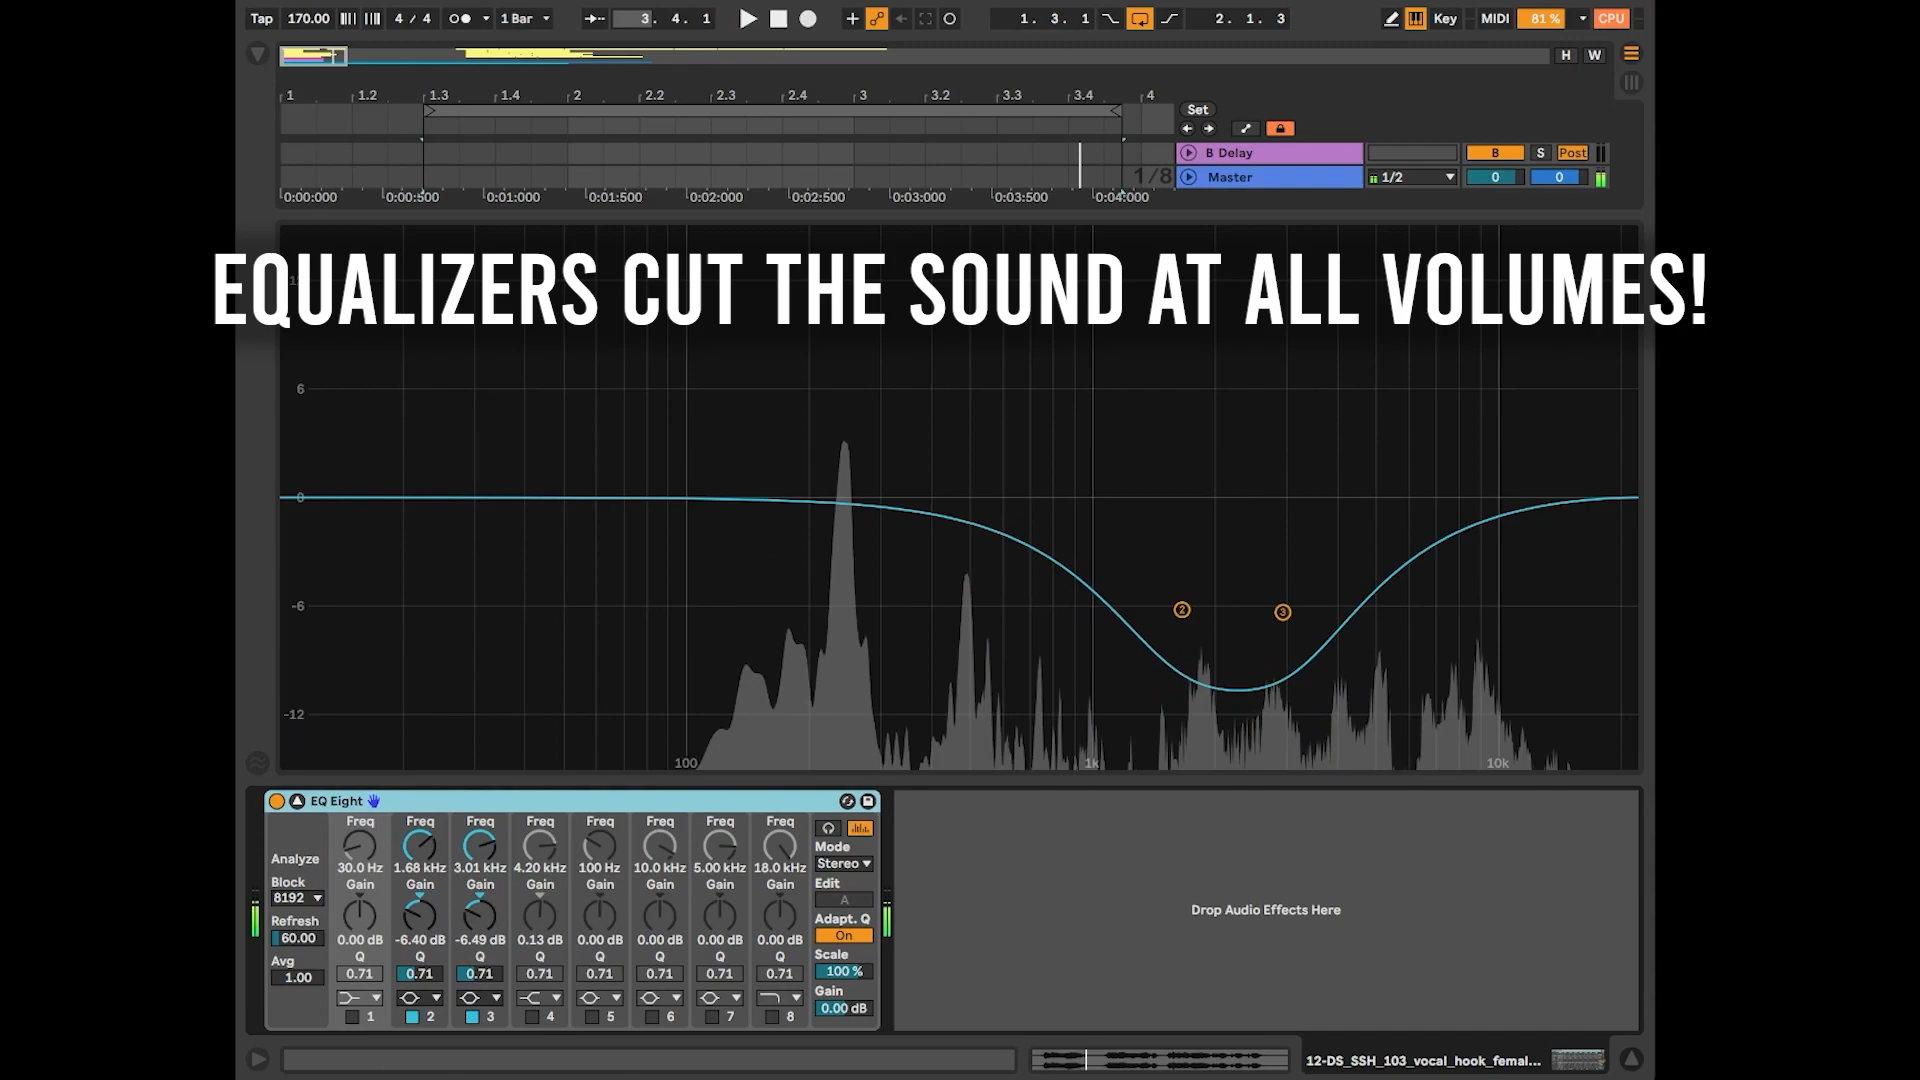 Tap 170.00 4 / 4 1 Bar 3. 4. 1 1. 3. 1 2. 1. 3 Key MIDI 81 % CPU
H W
1 1.2 1.3 1.4 2 2.2 2.3 2.4 3 3.2 3.3 3.4 4
Set
B Delay B S Post
1/8 Master 1/2 0 0
0:00:000 0:00:500 0:01:000 0:01:500 0:02:000 0:02:500 0:03:000 0:03:500 0:04:000
EQUALIZERS CUT THE SOUND AT ALL VOLUMES!
6
0
-6
2 3
-12
100 1k 10k
EQ Eight
Freq Freq Freq Freq Freq Freq Freq Freq
30.0 Hz 1.68 kHz 3.01 kHz 4.20 kHz 100 Hz 10.0 kHz 5.00 kHz 18.0 kHz
Gain Gain Gain Gain Gain Gain Gain Gain
0.00 dB -6.40 dB -6.49 dB 0.13 dB 0.00 dB 0.00 dB 0.00 dB 0.00 dB
Q Q Q Q Q Q Q Q
0.71 0.71 0.71 0.71 0.71 0.71 0.71 0.71
1 2 3 4 5 6 7 8
Analyze
Block
8192
Refresh
60.00
Avg
1.00
Mode
Stereo
Edit
A
Adapt. Q
On
Scale
100 %
Gain
0.00 dB
Drop Audio Effects Here
12-DS_SSH_103_vocal_hook_femal...